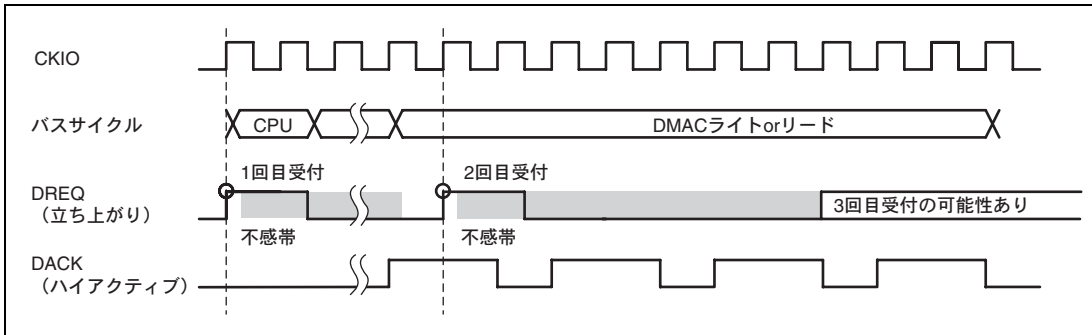 CKIO
バスサイクル
CPU
DMACライトorリード
1回目受付
2回目受付
DREQ
（立ち上がり）
3回目受付の可能性あり
不感帯
不感帯
DACK
（ハイアクティブ）